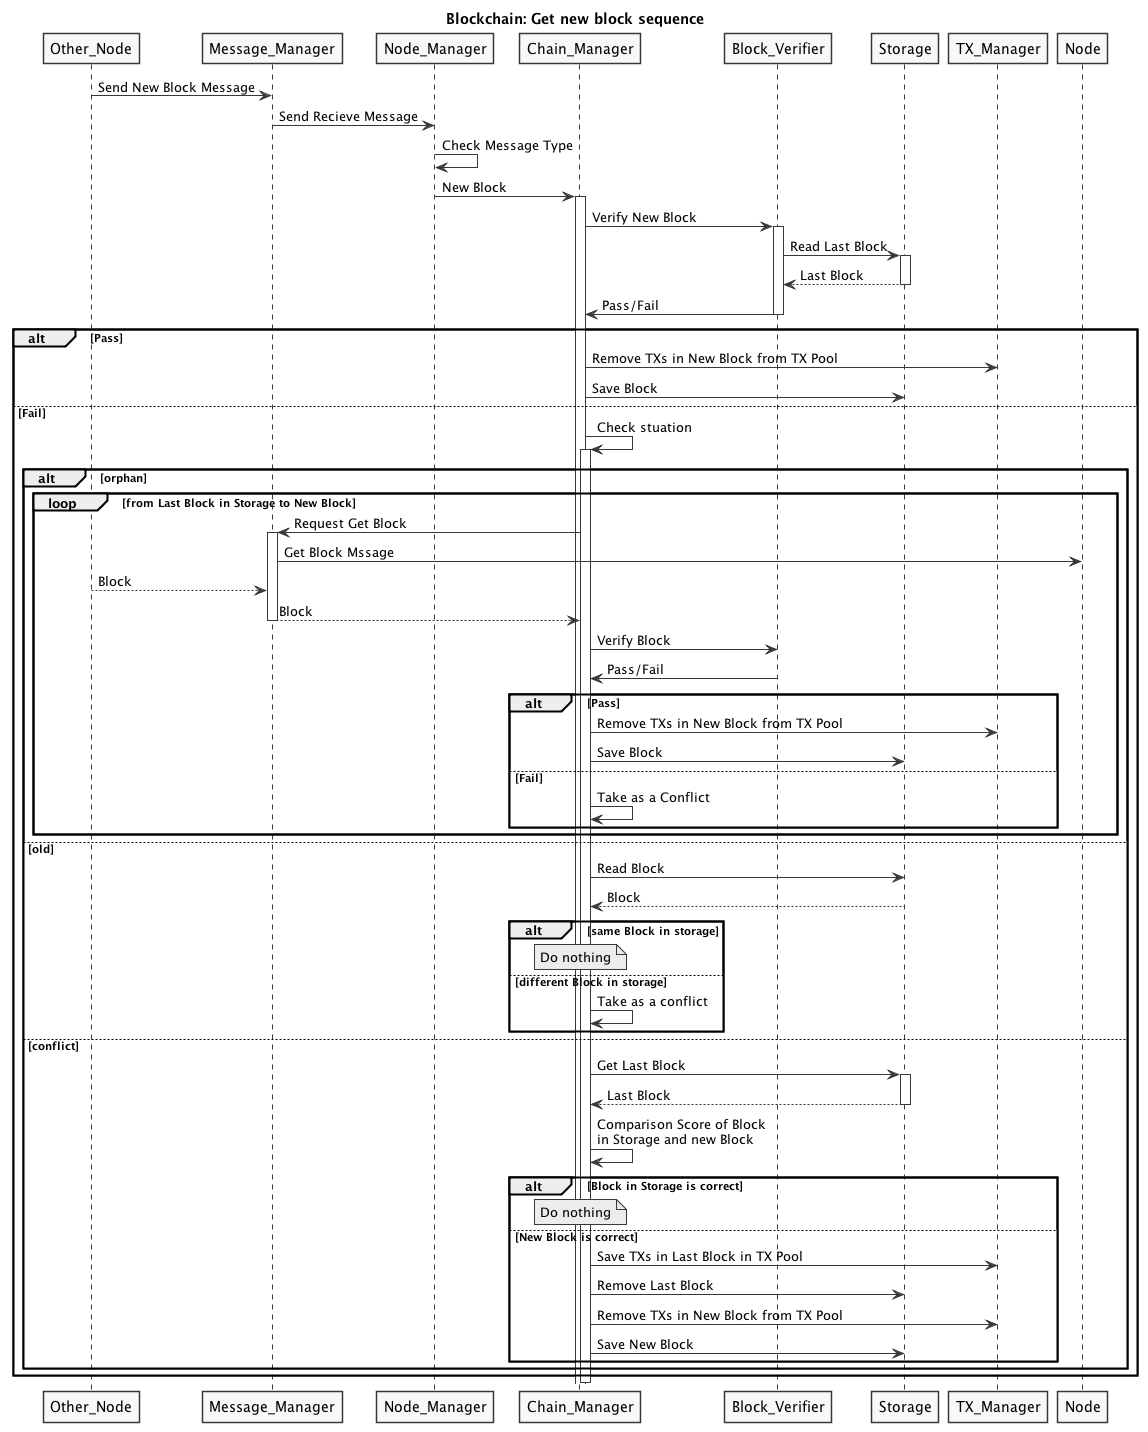 Blockchain: Get new block sequence
Other_Node Message_Manager Node_Manager Chain_Manager Block_Verifier Storage TX_Manager Node
Send New Block Message
Send Recieve Message
Check Message Type
New Block
Verify New Block
Read Last Block
Last Block
Pass/Fail
alt [Pass]
Remove TXs in New Block from TX Pool
Save Block
[Fail]
Check stuation
alt [orphan]
loop [from Last Block in Storage to New Block]
Request Get Block
Get Block Mssage
Block
Block
Verify Block
Pass/Fail
alt [Pass]
Remove TXs in New Block from TX Pool
Save Block
[Fail]
Take as a Conflict
[old]
Read Block
Block
alt [same Block in storage]
Do nothing
[different Block in storage]
Take as a conflict
[conflict]
Get Last Block
Last Block
Comparison Score of Block
in Storage and new Block
alt [Block in Storage is correct]
Do nothing
[New Block is correct]
Save TXs in Last Block in TX Pool
Remove Last Block
Remove TXs in New Block from TX Pool
Save New Block
Other_Node Message_Manager Node_Manager Chain_Manager Block_Verifier Storage TX_Manager Node